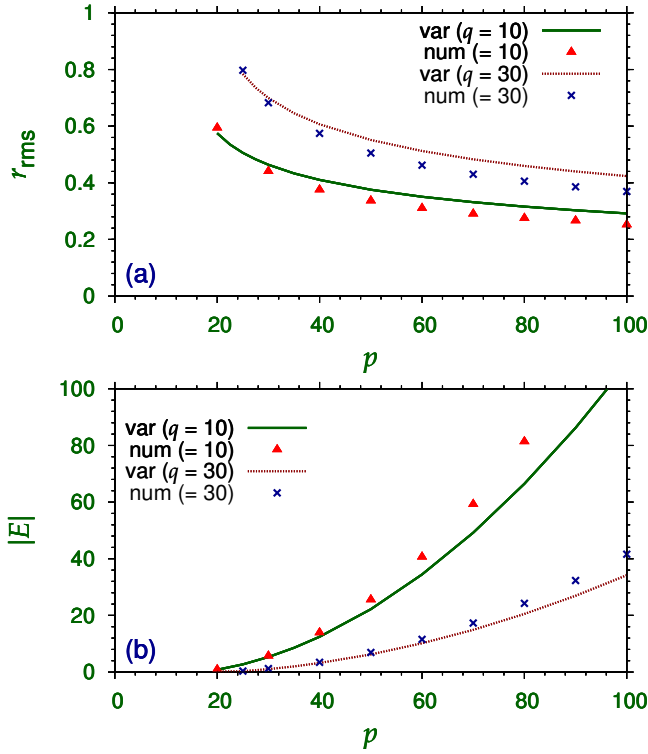 1
0.8
0.6
0.4
0.2
0
r rms
var (q = 10)
num (= 10)
var (q = 30)
num (= 30)
(a)
0 20 40 60 80 100
p
100
80
60
40
20
0
|E|
var (q = 10)
num (= 10)
var (q = 30)
num (= 30)
(b)
0 20 40 60 80 100
p